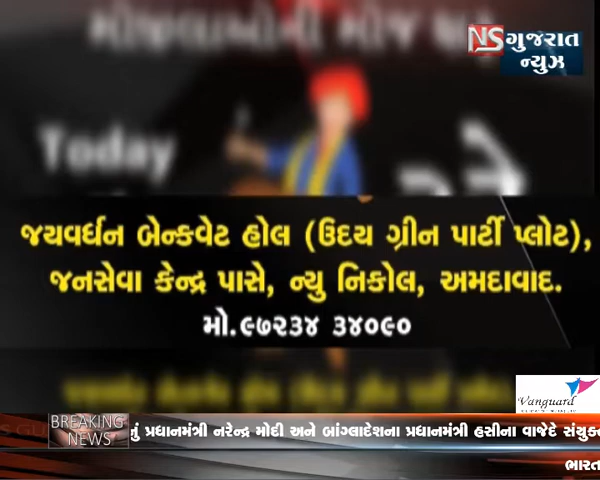 NS ગુજરાત
ન્યુઝ
Today
જયવર્ધન બેન્કવેટ હોલ (ઉદય ગ્રીન પાર્ટી પ્લોટ),
જનસેવા કેન્દ્ર પાસે, ન્યુ નિકોલ, અમદાવાદ.
મો.૯૭૨૩૪ ૩૪૦૯૦
Vanguard
BREAKING
NEWS
પ્રધાનમંત્રી નરેન્દ્ર મોદી અને બાંગ્લાદેશના પ્રધાનમંત્રી હસીના વાજેદે સંયુક્ત
ભારત